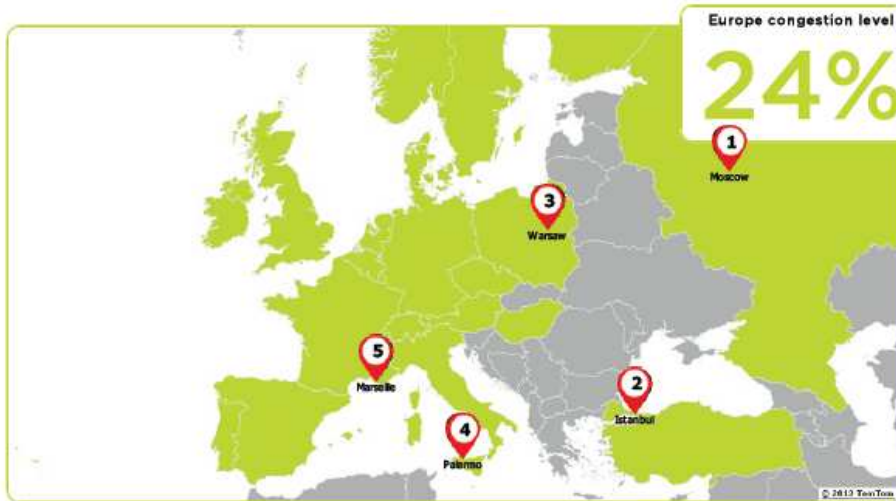 Europe congestion level
24%
1
Moscow
3
Warsaw
5
Marseille
2
Istanbul
4
Palermo
© 2013 TomTom